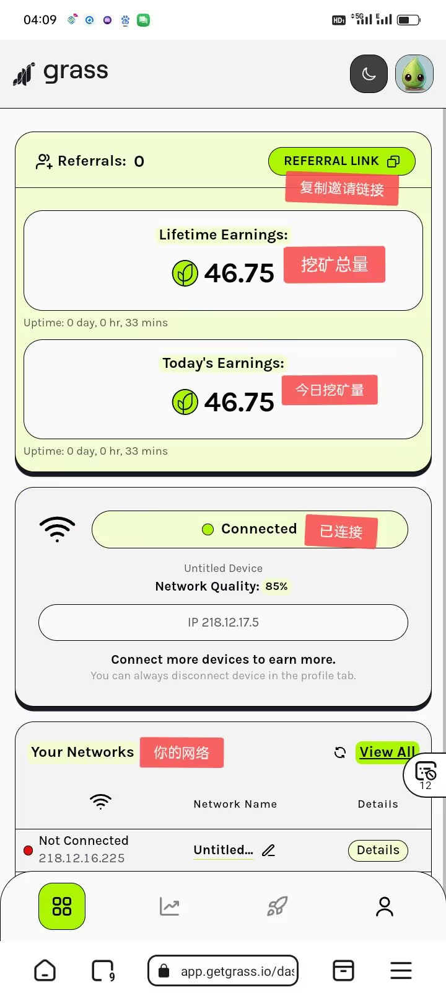 04:09
HD1 5G E
grass
Referrals: 0
REFERRAL LINK
复制邀请链接
Lifetime Earnings:
46.75
挖矿总量
Uptime: 0 day, 0 hr, 33 mins
Today's Earnings:
46.75
今日挖矿量
Uptime: 0 day, 0 hr, 33 mins
Connected
已连接
Untitled Device
Network Quality: 85%
IP 218.12.17.5
Connect more devices to earn more.
You can always disconnect device in the profile tab.
Your Networks
你的网络
View All
12
Network Name
Details
Not Connected
218.12.16.225
Untitled...
Details
9
app.getgrass.io/das